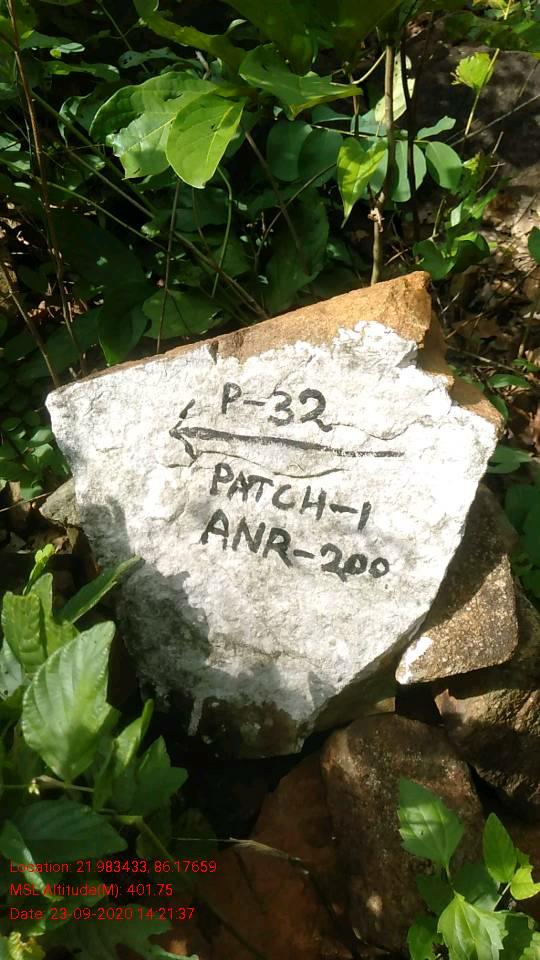 P-32
PATCH-1
ANR-200
Location: 21.983433, 86.17659
MSL Altitude(M): 401.75
Date: 23-09-2020 14:21:37